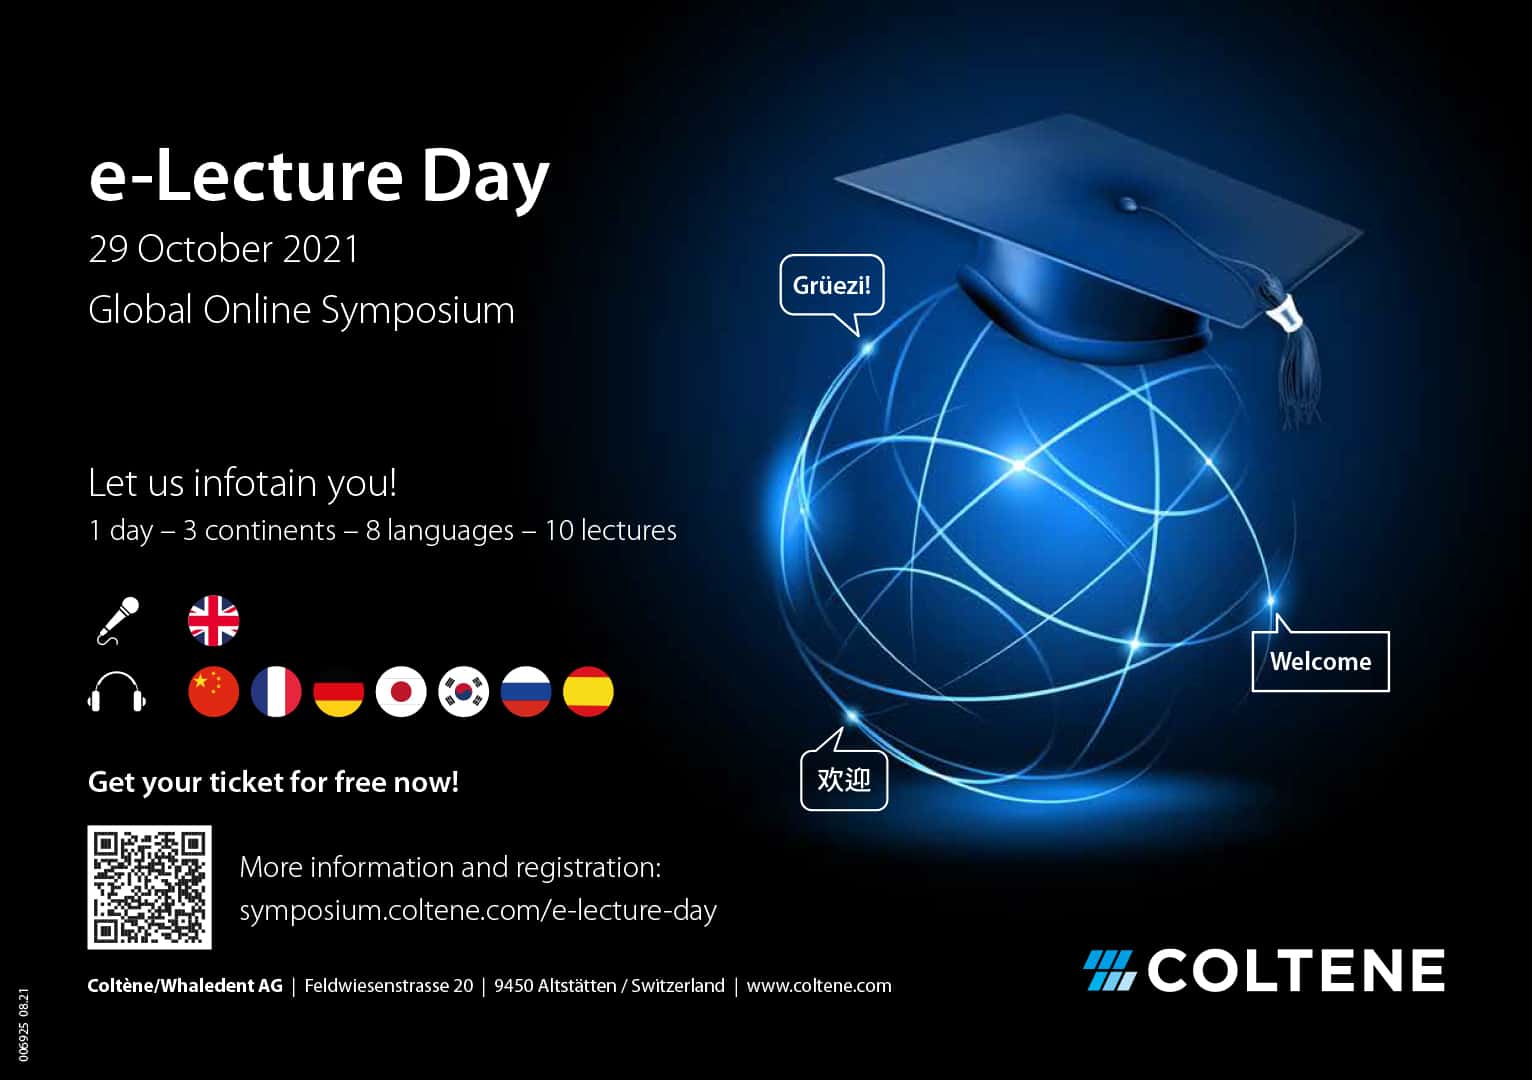 e-Lecture Day
29 October 2021
Global Online Symposium
Grüezi!
Let us infotain you!
1 day – 3 continents – 8 languages – 10 lectures
Welcome
欢迎
Get your ticket for free now!
More information and registration:
symposium.coltene.com/e-lecture-day
COLTENE
Coltène/Whaledent AG | Feldwiesenstrasse 20 | 9450 Altstätten / Switzerland | www.coltene.com
006925 08.21